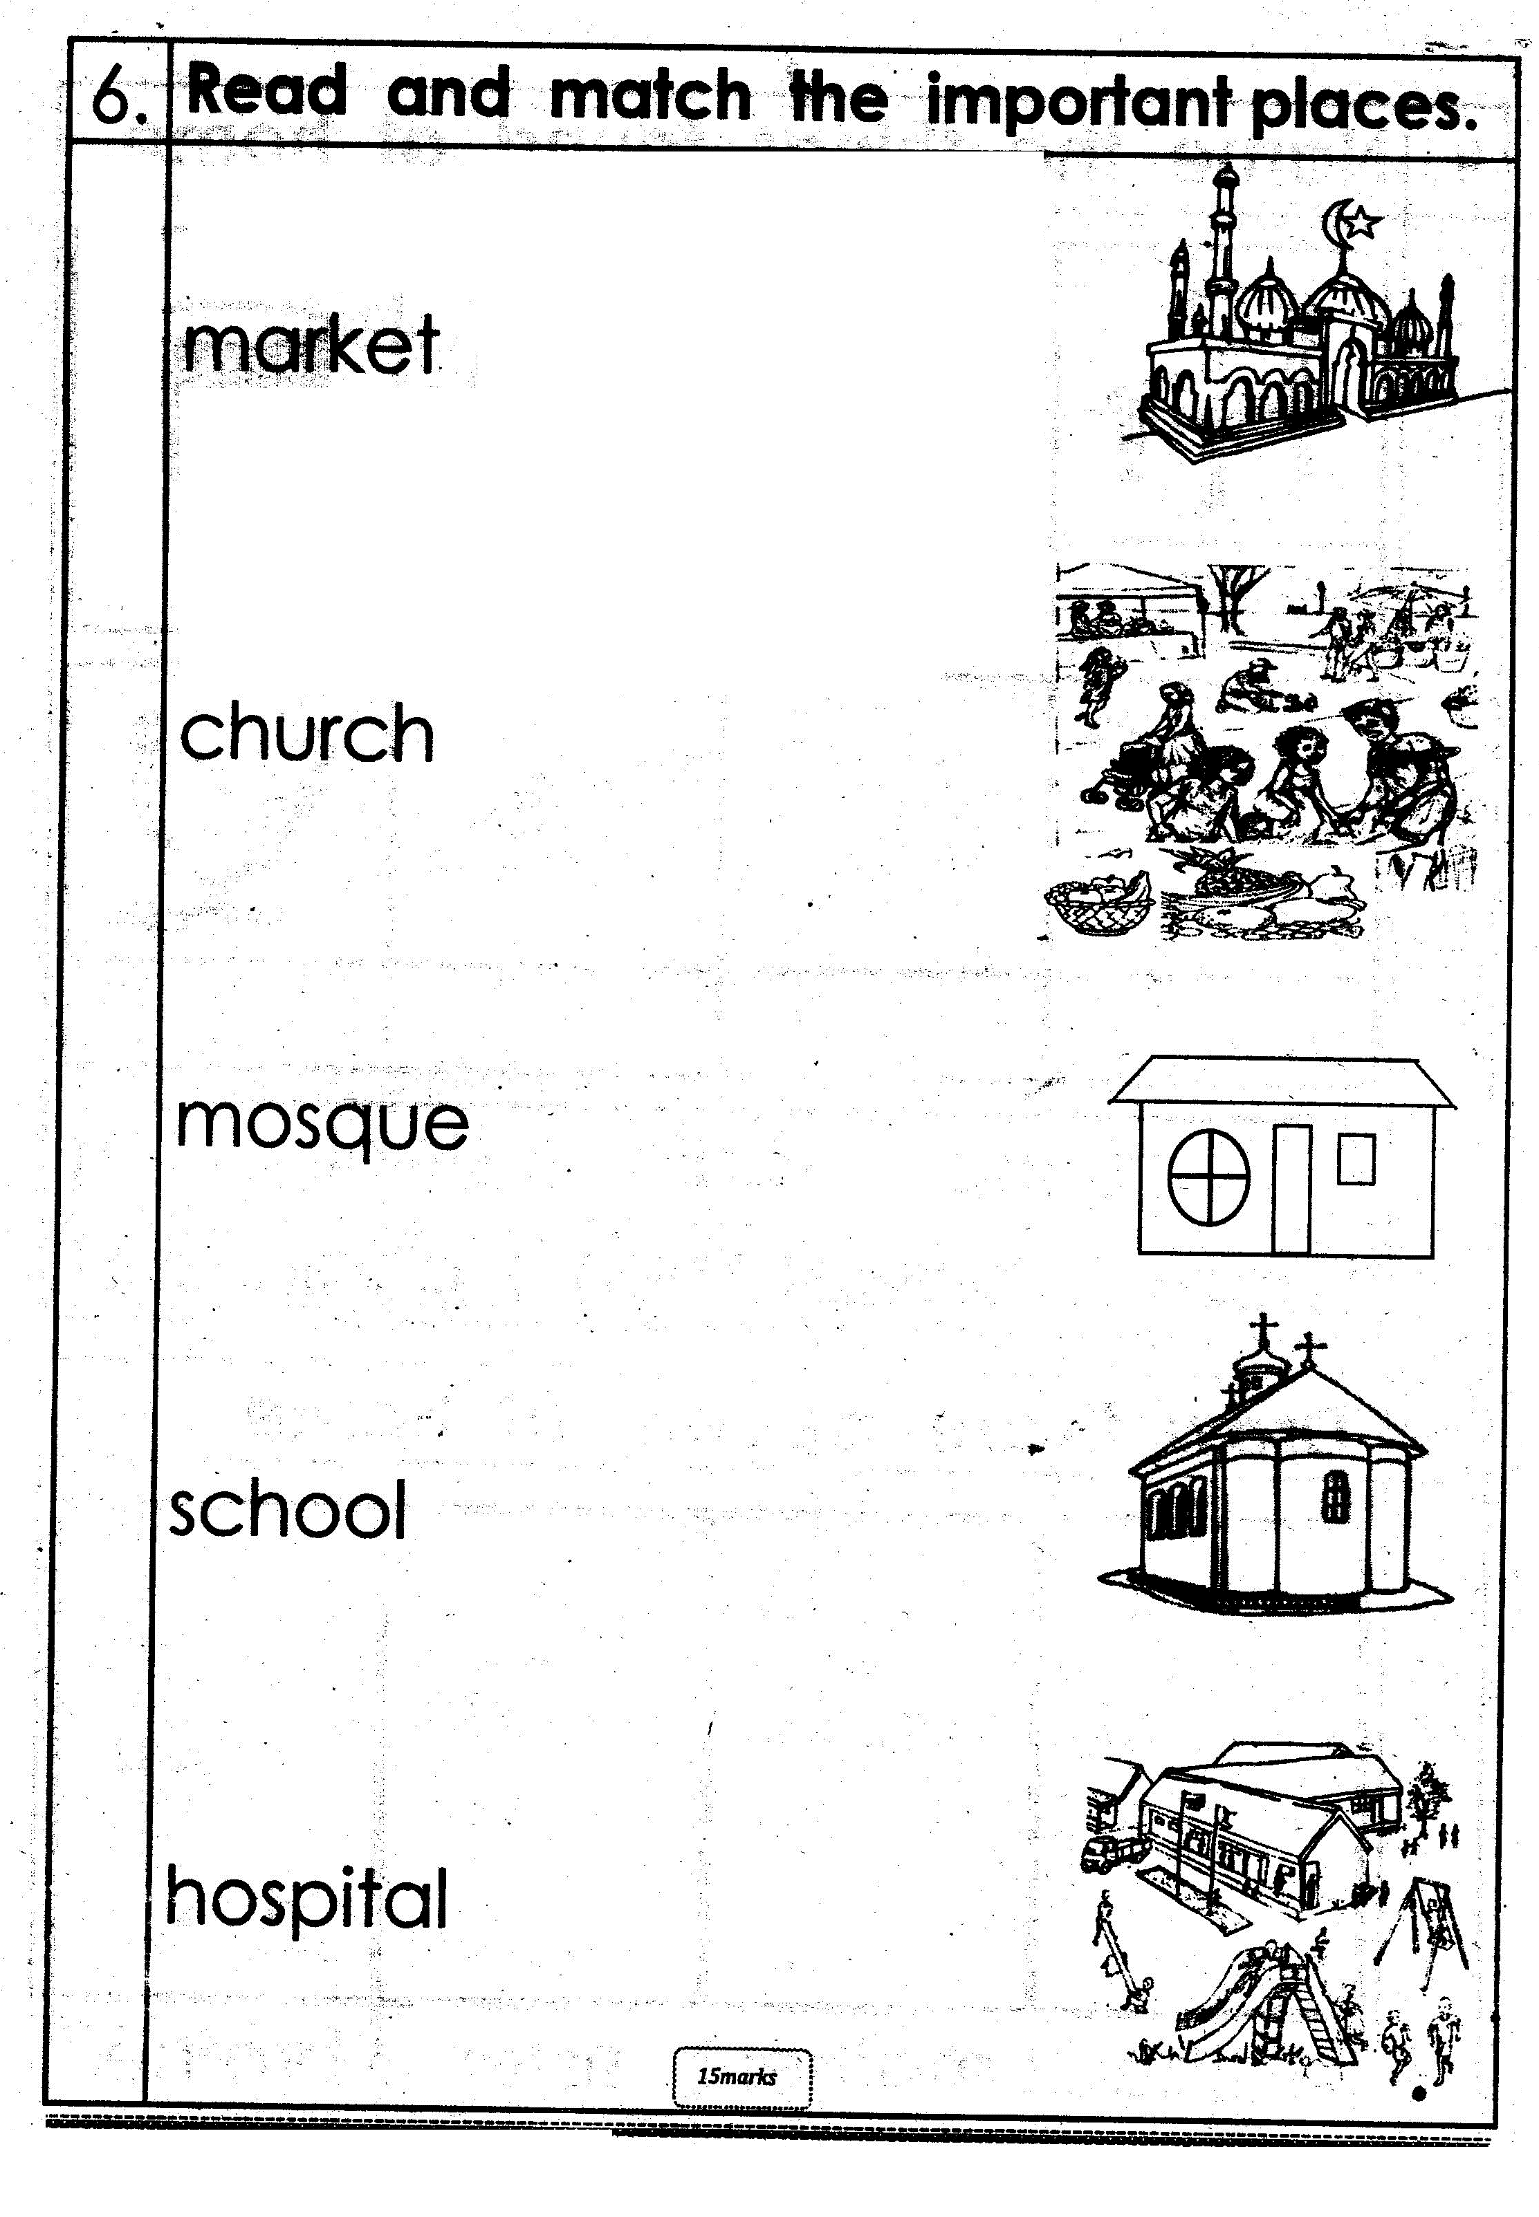 6. Read and match the important places.
market
church
mosque
school
hospital
15marks